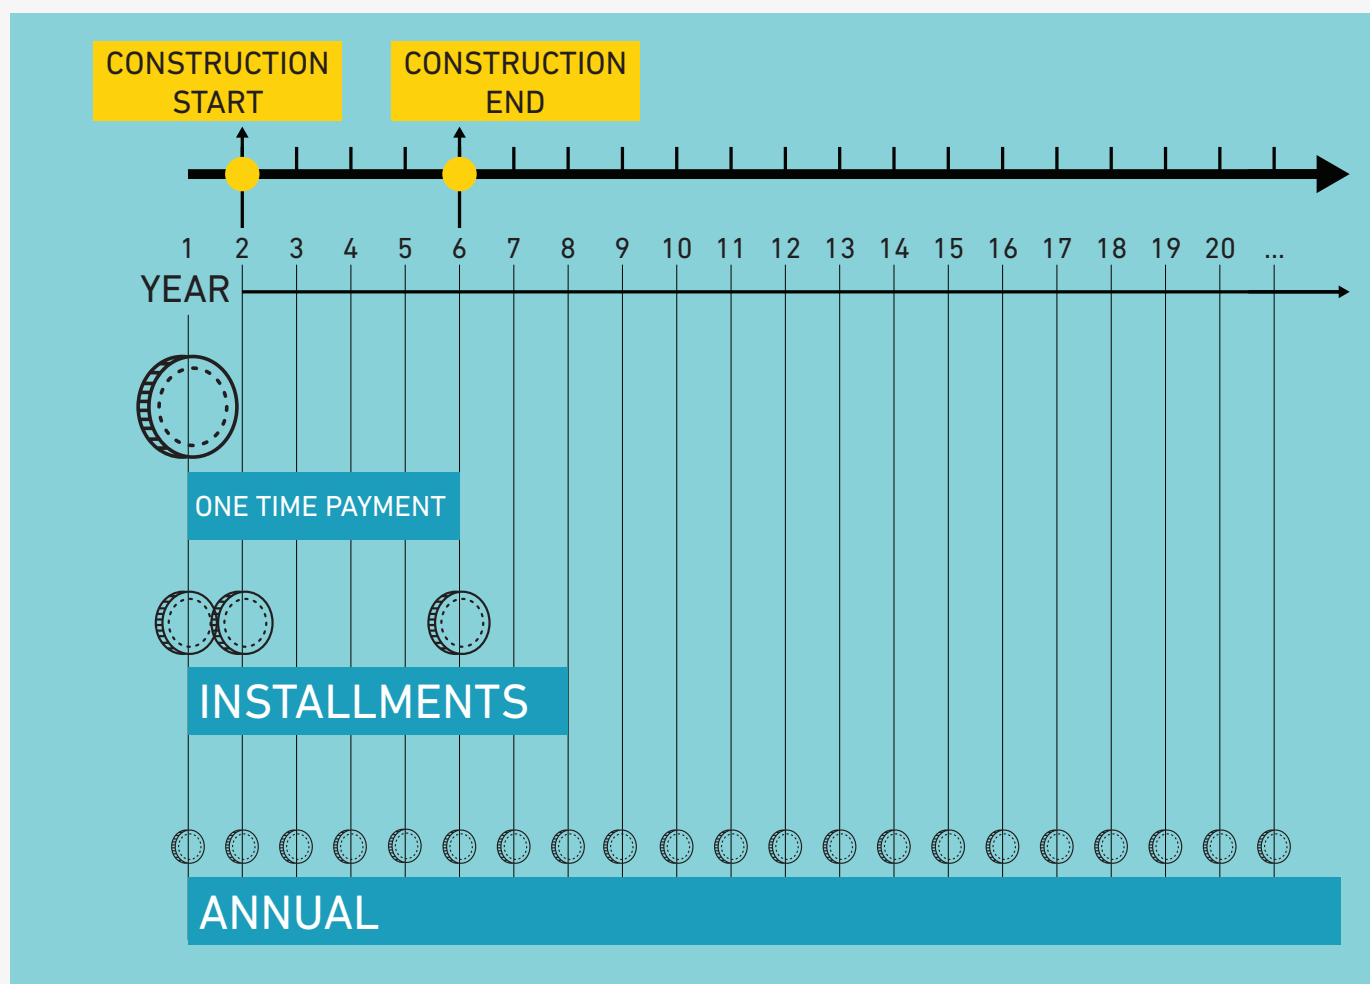 CONSTRUCTION
START
CONSTRUCTION
END
1 2 3 4 5 6 7 8 9 10 11 12 13 14 15 16 17 18 19 20 ...
YEAR
ONE TIME PAYMENT
INSTALLMENTS
ANNUAL